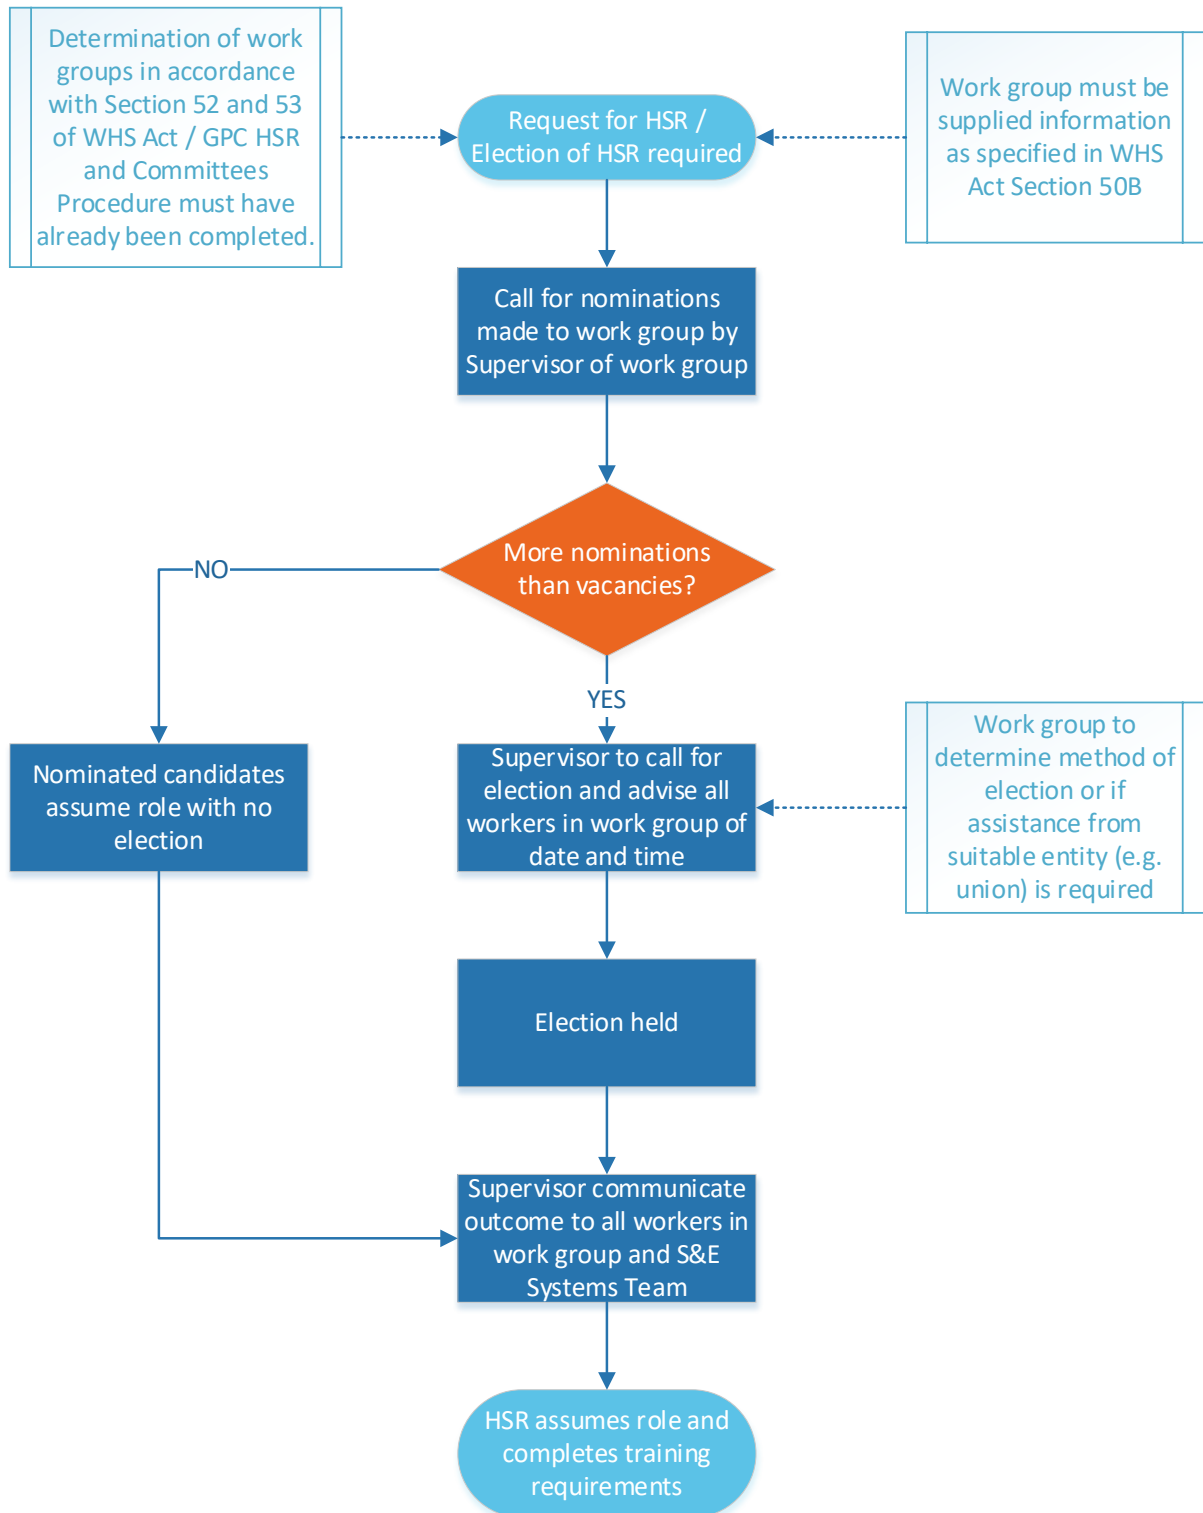 Determination of work
groups in accordance
with Section 52 and 53
of WHS Act / GPC HSR
and Committees
Procedure must have
already been completed.
Request for HSR /
Election of HSR required
Work group must be
supplied information
as specified in WHS
Act Section 50B
Call for nominations
made to work group by
Supervisor of work group
More nominations
than vacancies?
NO
YES
Nominated candidates
assume role with no
election
Supervisor to call for
election and advise all
workers in work group of
date and time
Work group to
determine method of
election or if
assistance from
suitable entity (e.g.
union) is required
Election held
Supervisor communicate
outcome to all workers in
work group and S&E
Systems Team
HSR assumes role and
completes training
requirements